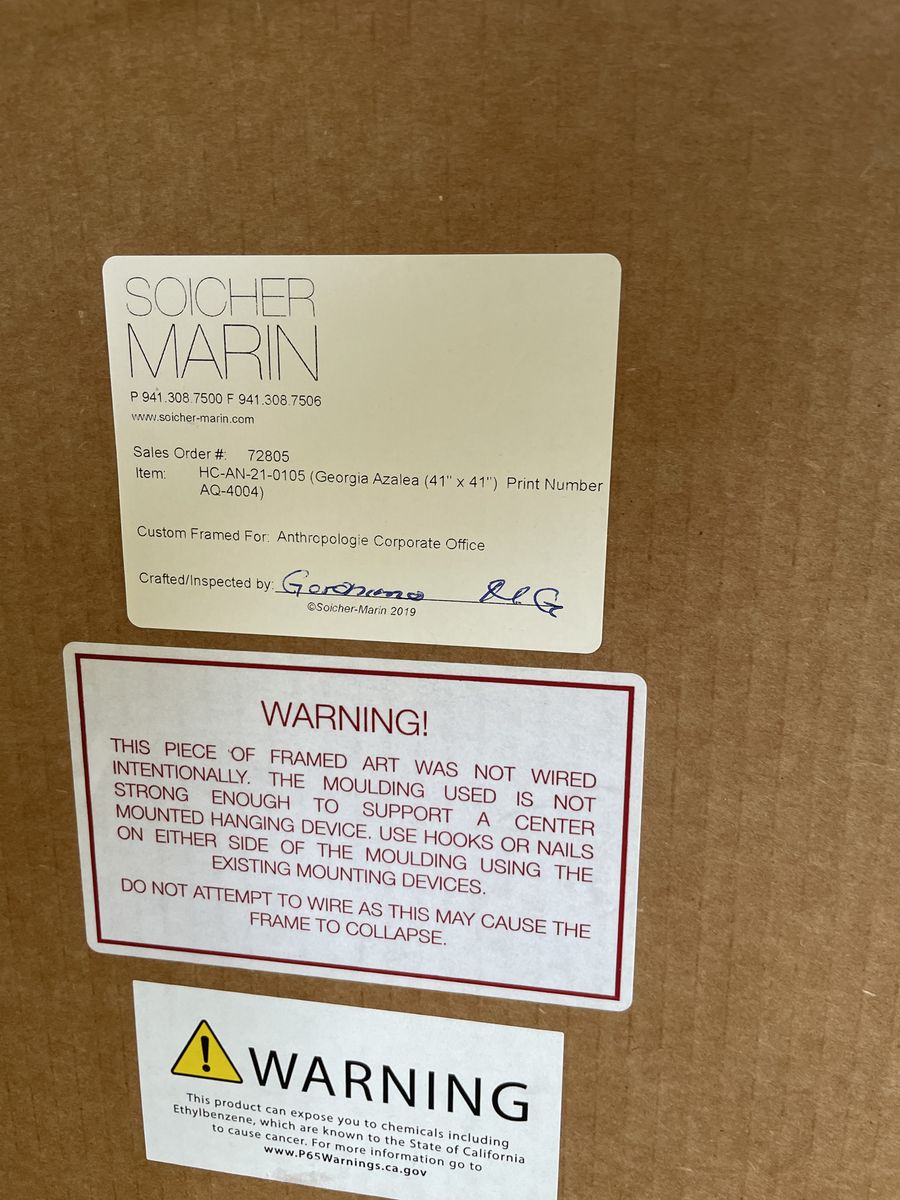 SOICHER
MARIN
P 941.308.7500 F 941.308.7506
www.soicher-marin.com
Sales Order #: 72805
Item: HC-AN-21-0105 (Georgia Azalea (41" x 41") Print Number
AQ-4004)
Custom Framed For: Anthropologie Corporate Office
Crafted/Inspected by:
©Soicher-Marin 2019
WARNING!
THIS PIECE OF FRAMED ART WAS NOT WIRED
INTENTIONALLY. THE MOULDING USED IS NOT
STRONG ENOUGH TO SUPPORT A CENTER
MOUNTED HANGING DEVICE. USE HOOKS OR NAILS
ON EITHER SIDE OF THE MOULDING USING THE
EXISTING MOUNTING DEVICES.
DO NOT ATTEMPT TO WIRE AS THIS MAY CAUSE THE
FRAME TO COLLAPSE.
WARNING
This product can expose you to chemicals including
Ethylbenzene, which are known to the State of California
to cause cancer. For more information go to
www.P65Warnings.ca.gov